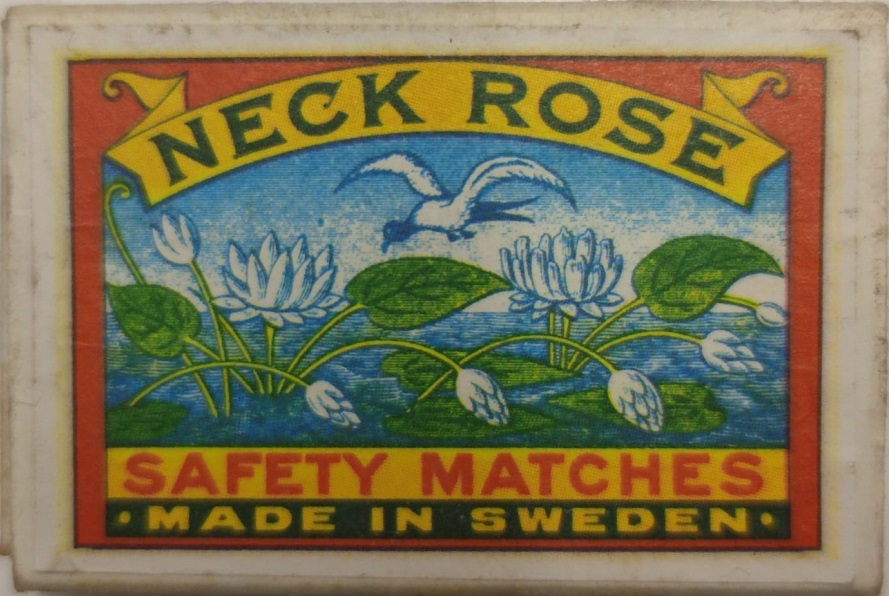 NECK ROSE
SAFETY MATCHES
• MADE IN SWEDEN •